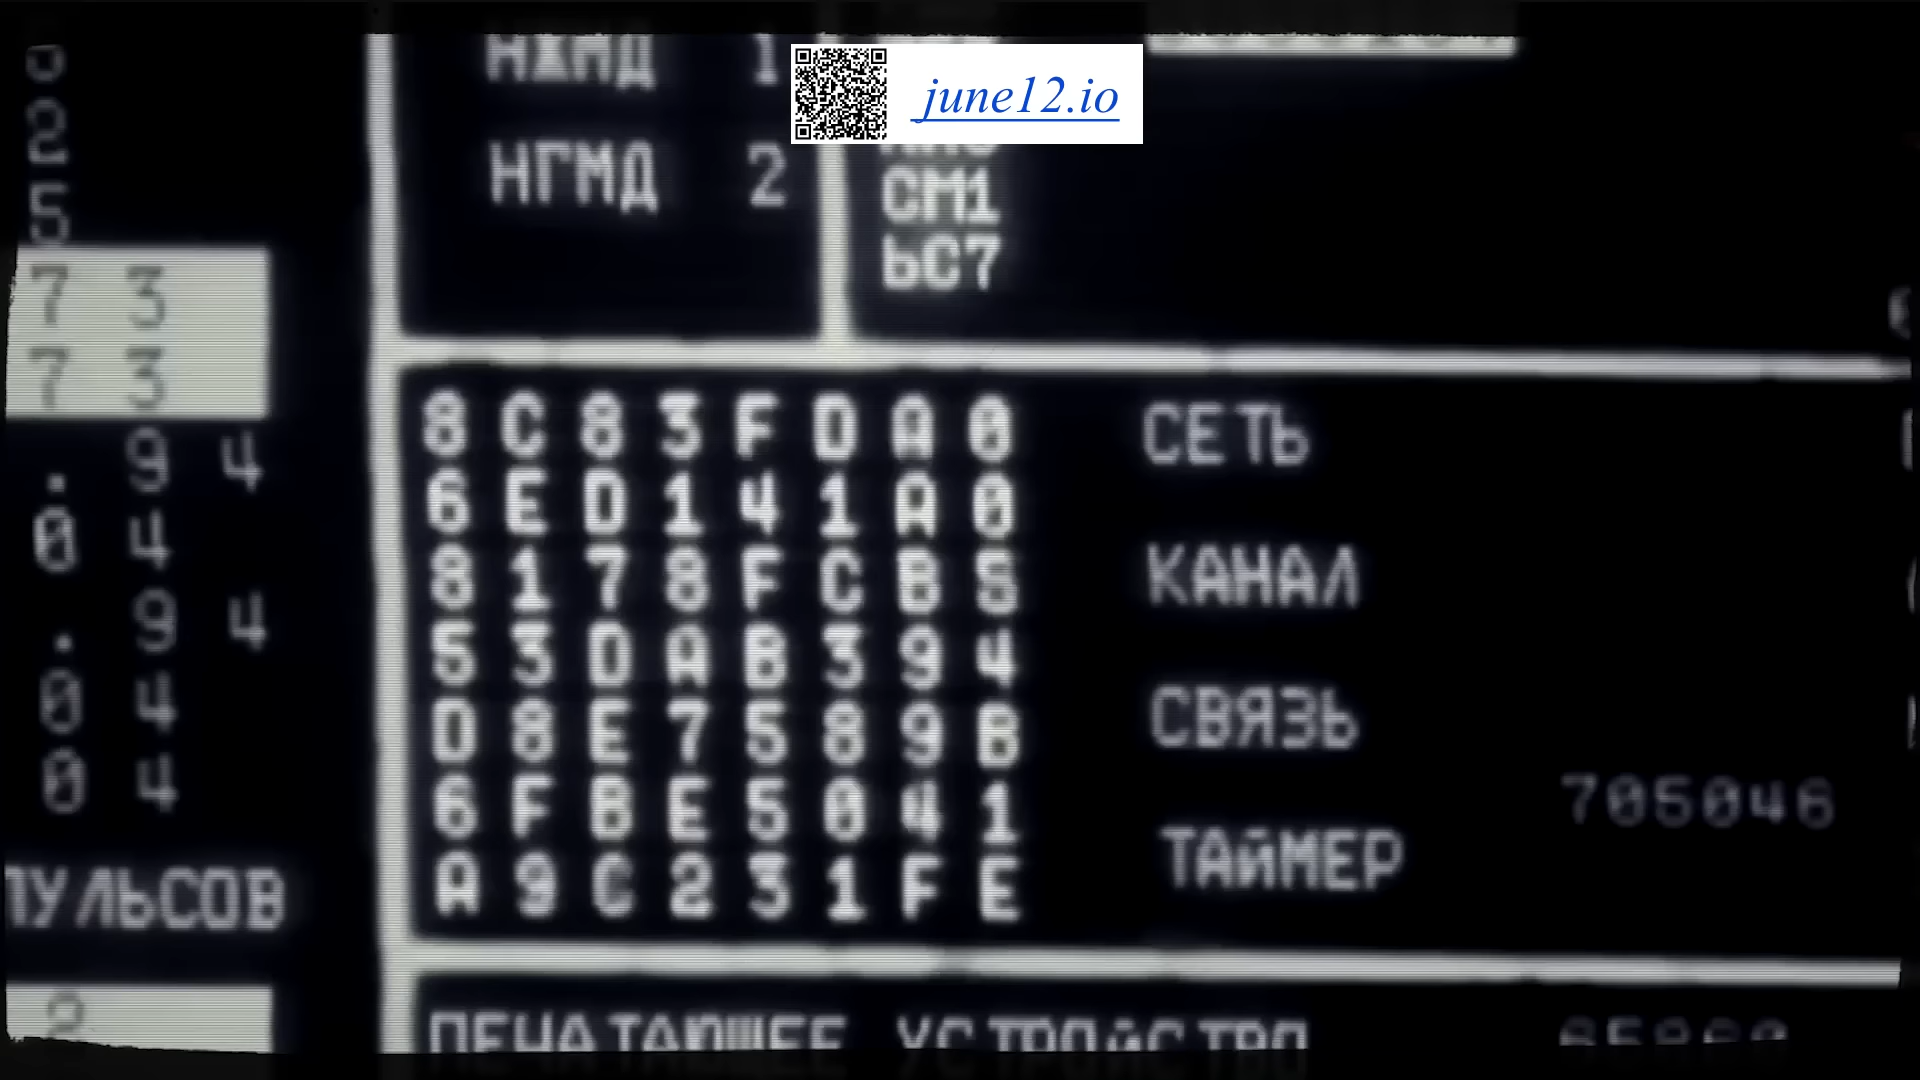 НЖМД 1
june12.io
НГМД 2
СМ1
ЬС7
2
5
7 3
7 3
. 9 4
0 4
. 9 4
0 4
0 4
8 C 8 3 F D A 0
6 E D 1 4 1 A 0
8 1 7 8 F C B S
5 3 D A B 3 9 4
D 8 E 7 5 8 9 B
6 F B E 5 0 4 1
A 9 C 2 3 1 F E
СЕТЬ
КАНАЛ
СВЯЗЬ
705046
ТАЙМЕР
ПУЛЬСОВ
ПЕЧАТАЮЩЕЕ УСТРОЙСТВО